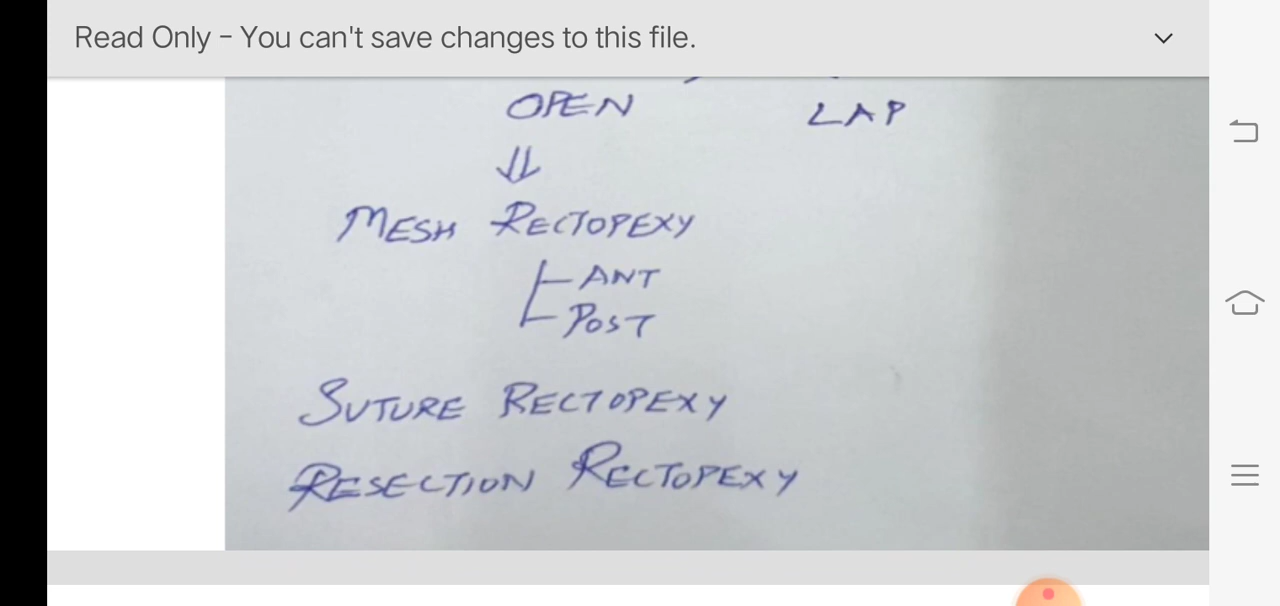 Read Only - You can't save changes to this file.
OPEN LAP
MESH RECTOPEXY
ANT
POST
SUTURE RECTOPEXY
RESECTION RECTOPEXY